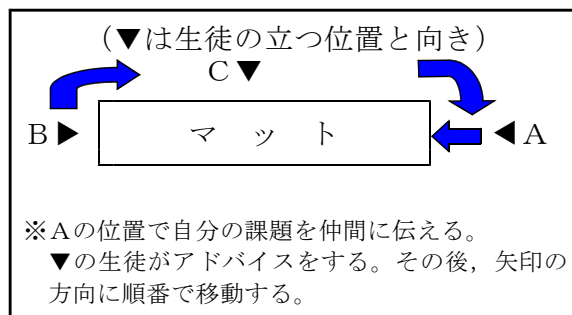 （▼は生徒の立つ位置と向き）
C▼
B▶ マット ◀A
※Aの位置で自分の課題を仲間に伝える。
▼の生徒がアドバイスをする。その後，矢印の
方向に順番で移動する。